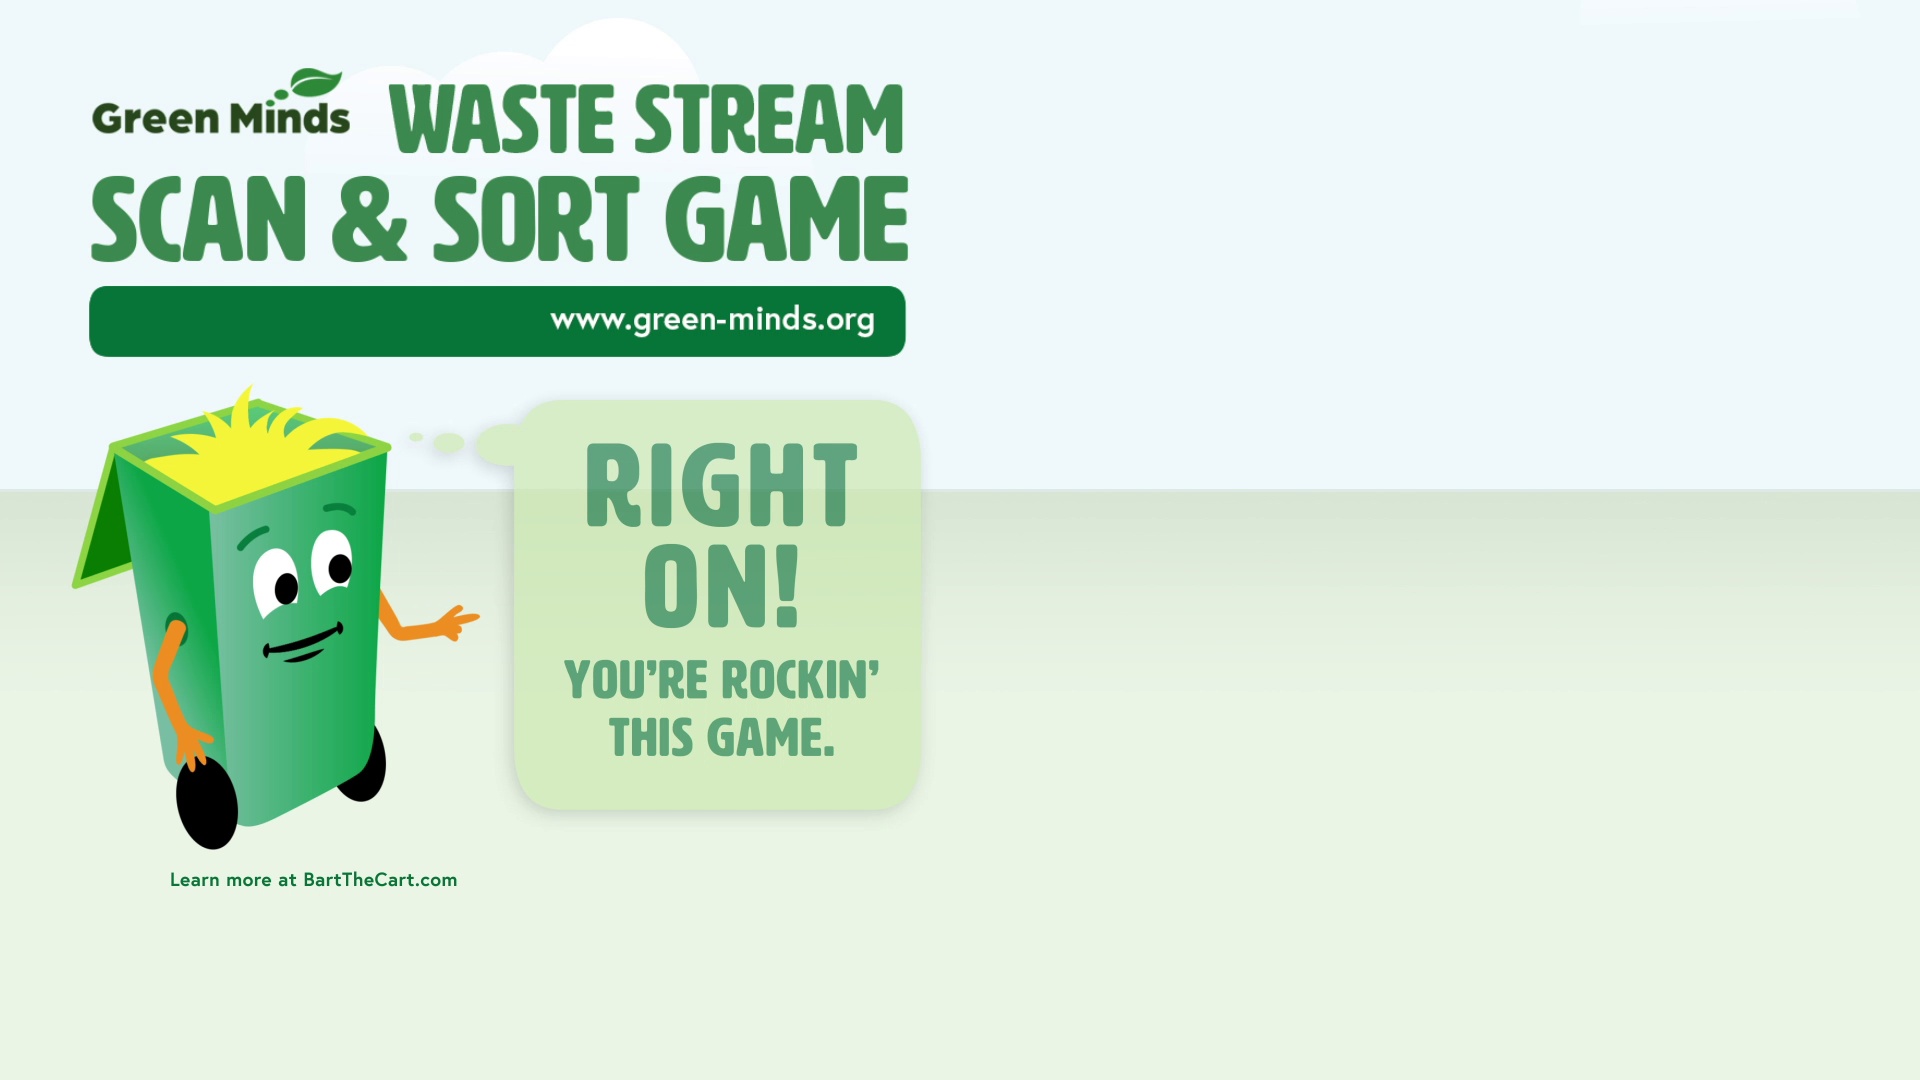 Green Minds WASTE STREAM
SCAN & SORT GAME
www.green-minds.org
RIGHT
ON!
YOU’RE ROCKIN’
THIS GAME.
Learn more at BartTheCart.com